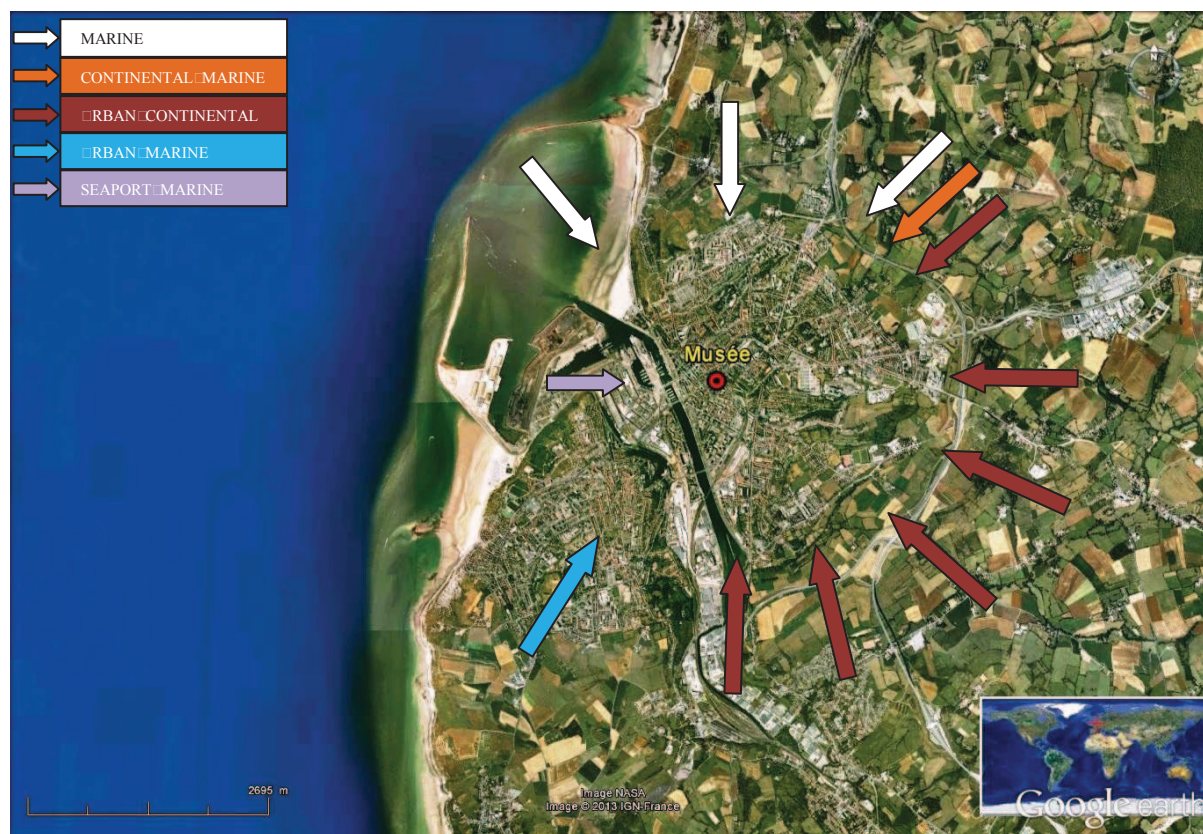 MARINE
CONTINENTAL□MARINE
□RBAN□CONTINENTAL
□RBAN□MARINE
SEAPORT□MARINE
N
Musée
2695 m
Image NASA
Image © 2013 IGN-France
Google earth